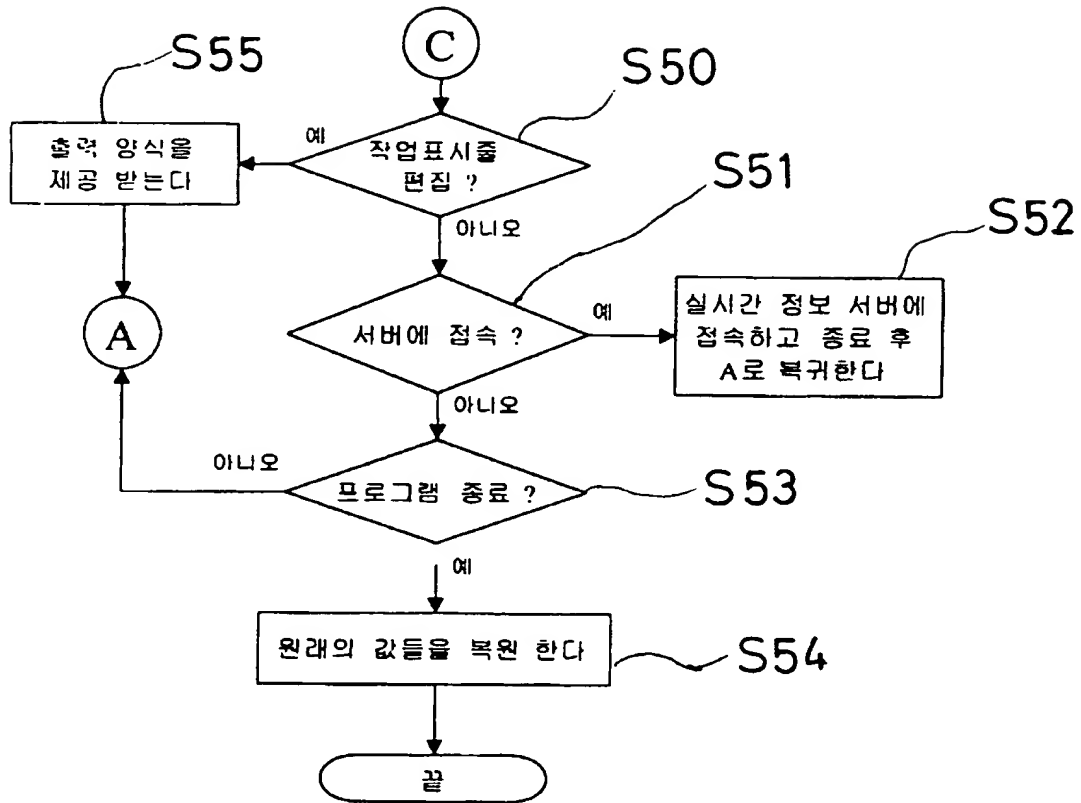 C
S55
S50
예
출력 양식을
제공 받는다
작업표시줄
편집 ?
S51
아니오
S52
A
서버에 접속 ?
예
실시간 정보 서버에
접속하고 종료 후
A로 복귀한다
아니오
아니오
프로그램 종료 ?
S53
예
원래의 값들을 복원 한다
S54
끝